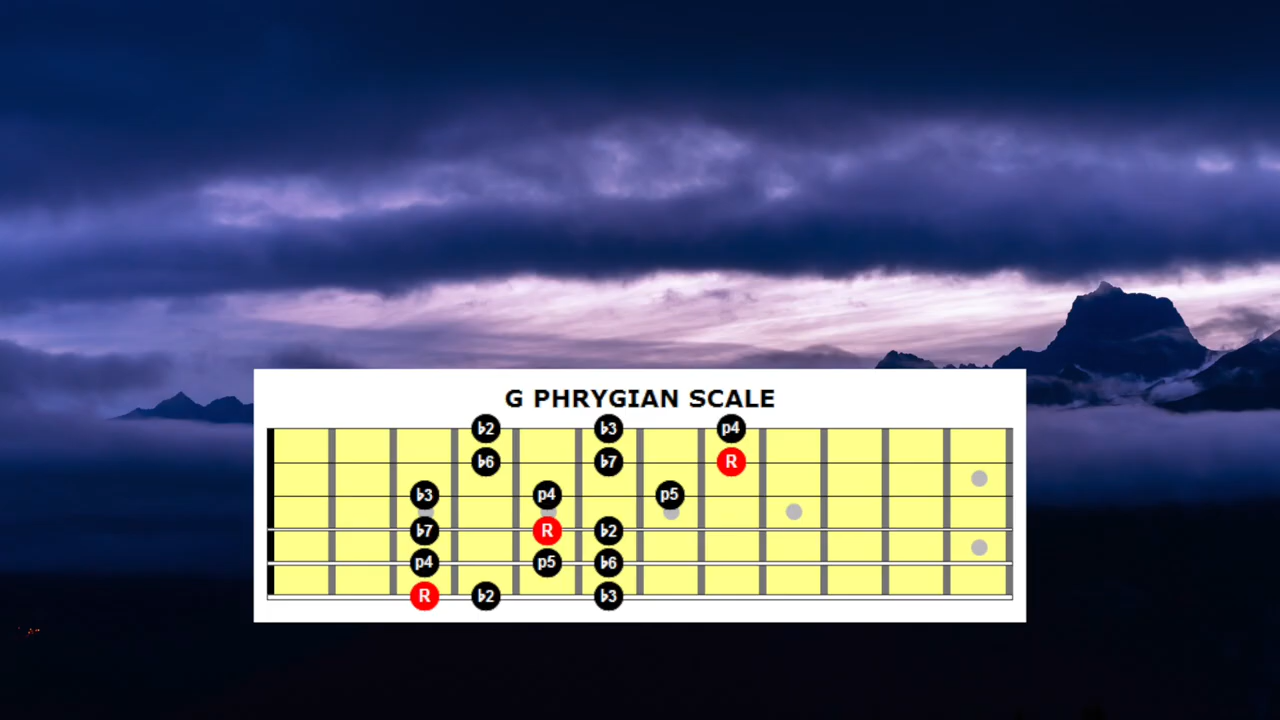 G PHRYGIAN SCALE
♭2 ♭3 p4
♭6 ♭7 R
♭3 p4 p5
♭7 R ♭2
p4 p5 ♭6
R ♭2 ♭3